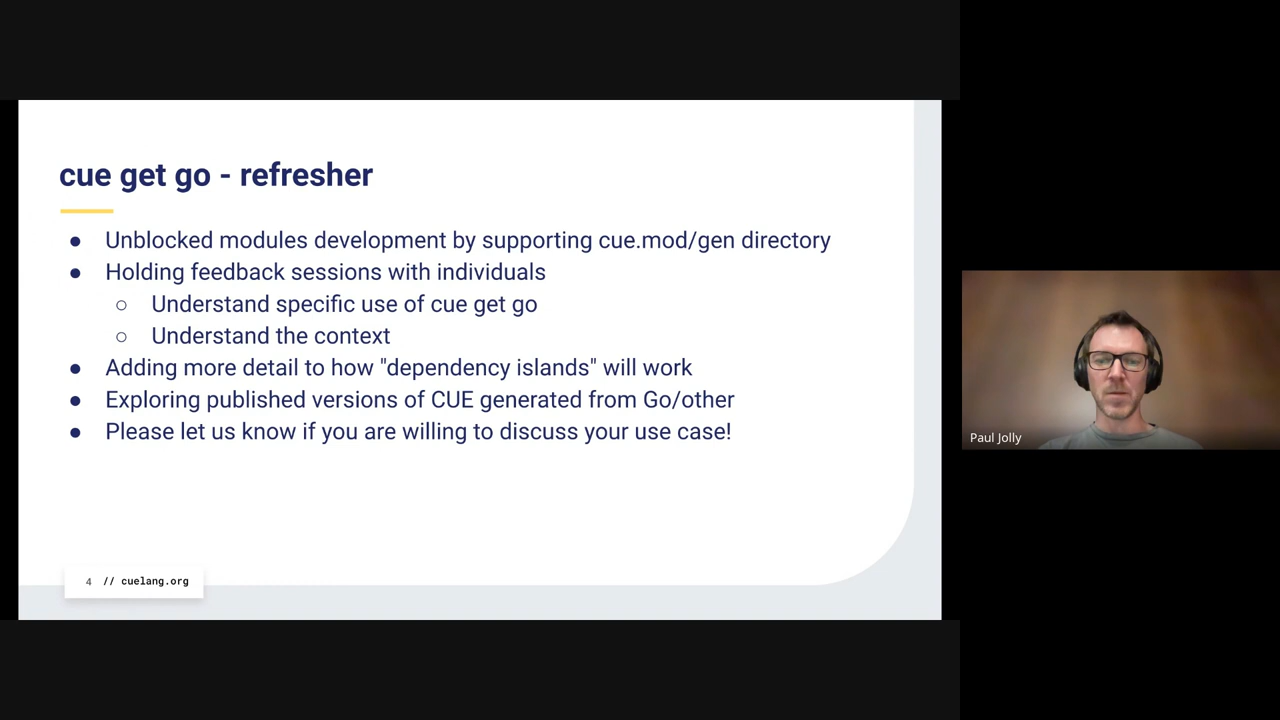 cue get go - refresher
● Unblocked modules development by supporting cue.mod/gen directory
● Holding feedback sessions with individuals
○ Understand specific use of cue get go
○ Understand the context
● Adding more detail to how "dependency islands" will work
● Exploring published versions of CUE generated from Go/other
● Please let us know if you are willing to discuss your use case!
4 // cuelang.org
Paul Jolly